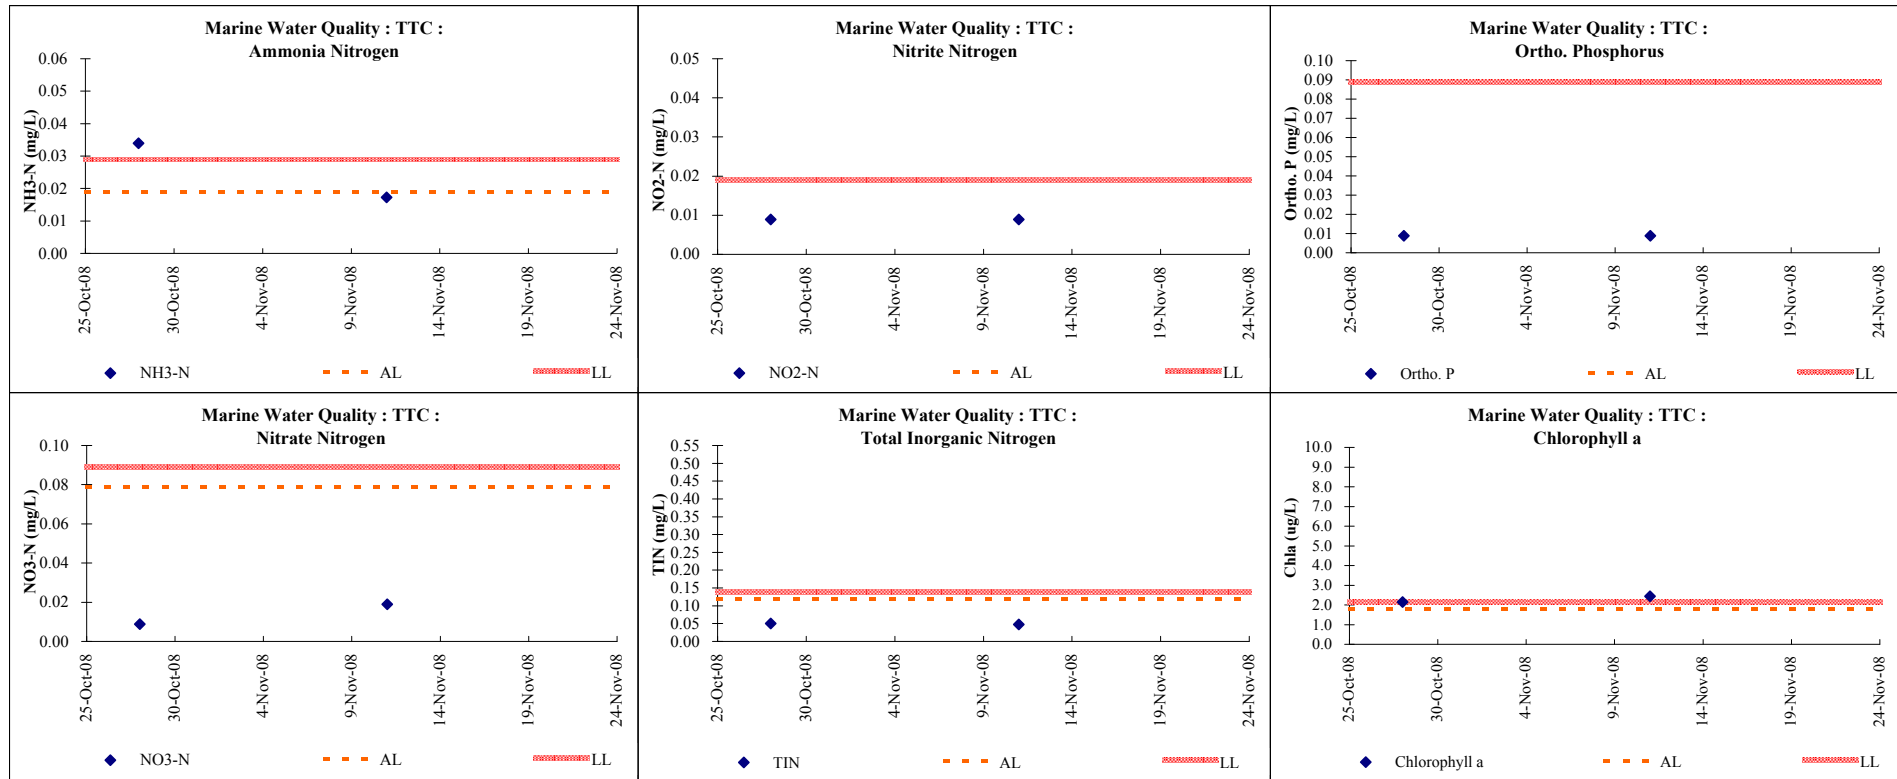 Marine Water Quality : TTC :
Ammonia Nitrogen
NH3-N (mg/L)
0.06
0.05
0.04
0.03
0.02
0.01
0.00
25-Oct-08
30-Oct-08
4-Nov-08
9-Nov-08
14-Nov-08
19-Nov-08
24-Nov-08
NH3-N
AL
LL
Marine Water Quality : TTC :
Nitrite Nitrogen
NO2-N (mg/L)
0.05
0.04
0.03
0.02
0.01
0.00
25-Oct-08
30-Oct-08
4-Nov-08
9-Nov-08
14-Nov-08
19-Nov-08
24-Nov-08
NO2-N
AL
LL
Marine Water Quality : TTC :
Ortho. Phosphorus
Ortho. P (mg/L)
0.10
0.09
0.08
0.07
0.06
0.05
0.04
0.03
0.02
0.01
0.00
25-Oct-08
30-Oct-08
4-Nov-08
9-Nov-08
14-Nov-08
19-Nov-08
24-Nov-08
Ortho. P
AL
LL
Marine Water Quality : TTC :
Nitrate Nitrogen
NO3-N (mg/L)
0.10
0.08
0.06
0.04
0.02
0.00
25-Oct-08
30-Oct-08
4-Nov-08
9-Nov-08
14-Nov-08
19-Nov-08
24-Nov-08
NO3-N
AL
LL
Marine Water Quality : TTC :
Total Inorganic Nitrogen
TIN (mg/L)
0.55
0.50
0.45
0.40
0.35
0.30
0.25
0.20
0.15
0.10
0.05
0.00
25-Oct-08
30-Oct-08
4-Nov-08
9-Nov-08
14-Nov-08
19-Nov-08
24-Nov-08
TIN
AL
LL
Marine Water Quality : TTC :
Chlorophyll a
Chla (ug/L)
10.0
9.0
8.0
7.0
6.0
5.0
4.0
3.0
2.0
1.0
0.0
25-Oct-08
30-Oct-08
4-Nov-08
9-Nov-08
14-Nov-08
19-Nov-08
24-Nov-08
Chlorophyll a
AL
LL